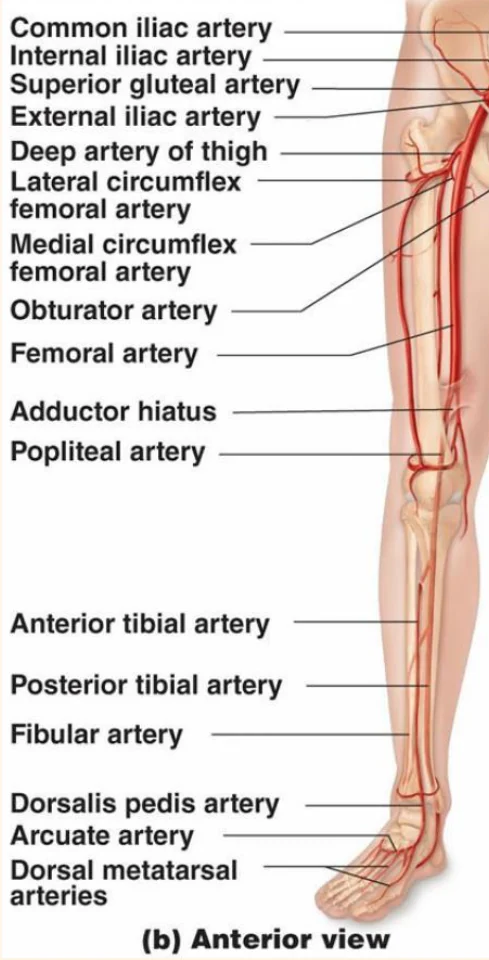 Common iliac artery
Internal iliac artery
Superior gluteal artery
External iliac artery
Deep artery of thigh
Lateral circumflex
femoral artery
Medial circumflex
femoral artery
Obturator artery
Femoral artery
Adductor hiatus
Popliteal artery
Anterior tibial artery
Posterior tibial artery
Fibular artery
Dorsalis pedis artery
Arcuate artery
Dorsal metatarsal
arteries
(b) Anterior view